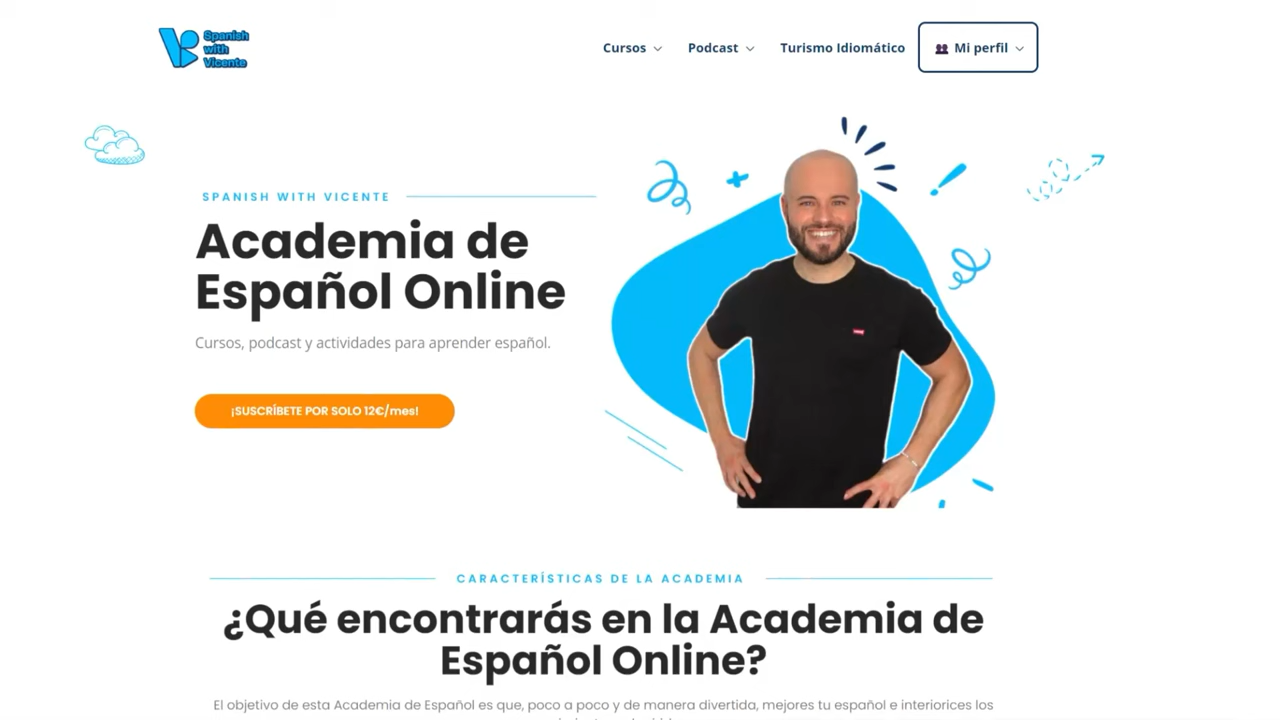 Spanish
with
Vicente
Cursos
Podcast
Turismo Idiomático
Mi perfil
SPANISH WITH VICENTE
Academia de
Español Online
Cursos, podcast y actividades para aprender español.
¡SUSCRÍBETE POR SOLO 12€/mes!
CARACTERÍSTICAS DE LA ACADEMIA
¿Qué encontrarás en la Academia de
Español Online?
El objetivo de esta Academia de Español es que, poco a poco y de manera divertida, mejores tu español e interiorices los